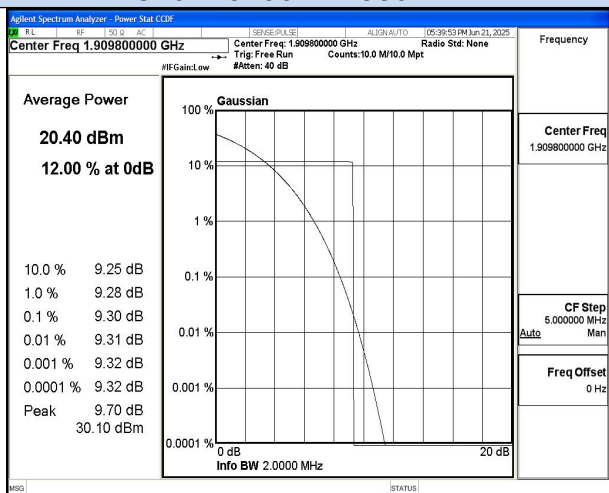 Agilent Spectrum Analyzer - Power Stat CCDF
RL RF 50 Ω AC SENSE:PULSE ALIGN AUTO 05:39:53 PM Jun 21, 2025
Center Freq 1.909800000 GHz
Center Freq: 1.909800000 GHz Radio Std: None
Trig: Free Run Counts:10.0 M/10.0 Mpt
#IFGain:Low #Atten: 40 dB
Frequency
Average Power
20.40 dBm
12.00 % at 0dB
10.0 % 9.25 dB
1.0 % 9.28 dB
0.1 % 9.30 dB
0.01 % 9.31 dB
0.001 % 9.32 dB
0.0001 % 9.32 dB
Peak 9.70 dB
30.10 dBm
Gaussian
100 %
10 %
1 %
0.1 %
0.01 %
0.001 %
0.0001 %
0 dB 20 dB
Info BW 2.0000 MHz
Center Freq
1.909800000 GHz
CF Step
5.000000 MHz
Auto Man
Freq Offset
0 Hz
MSG STATUS